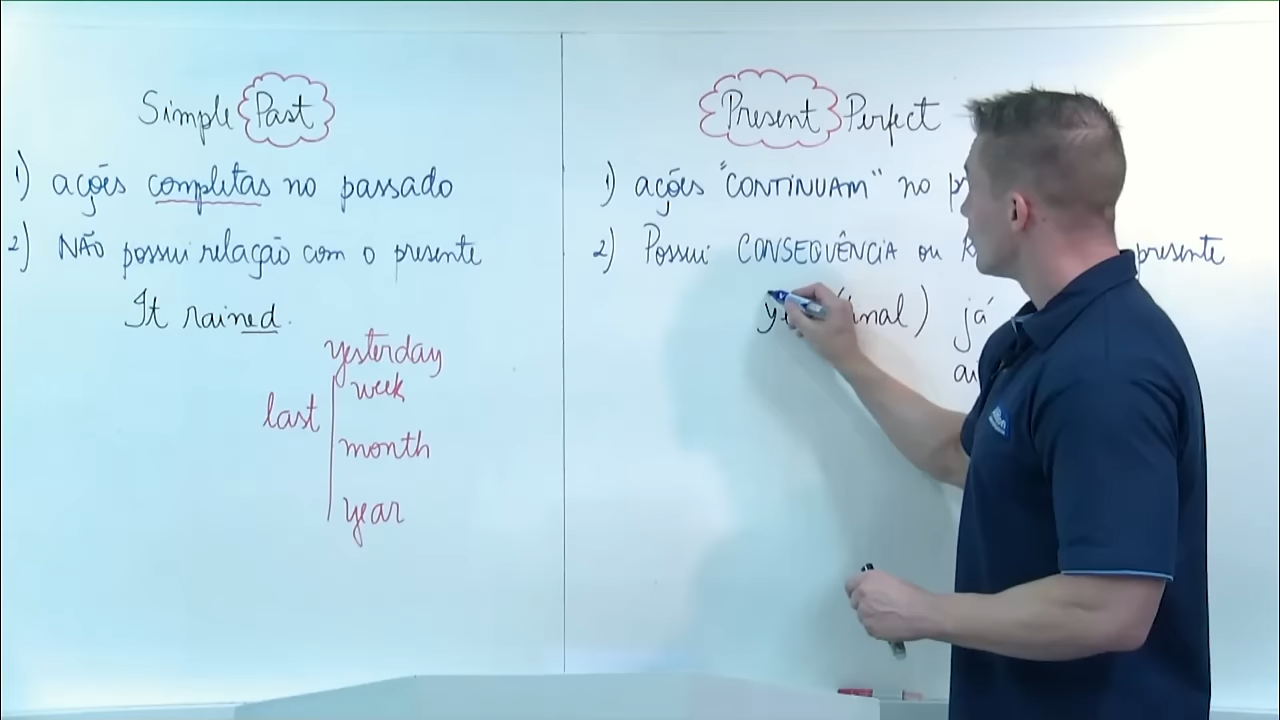 Simple Past
1) ações completas no passado
2) NÃO possui relação com o presente
It rained.
yesterday
last week
month
year
Present Perfect
1) ações "CONTINUAM" no
2) Possui CONSEQUÊNCIA ou presente
já